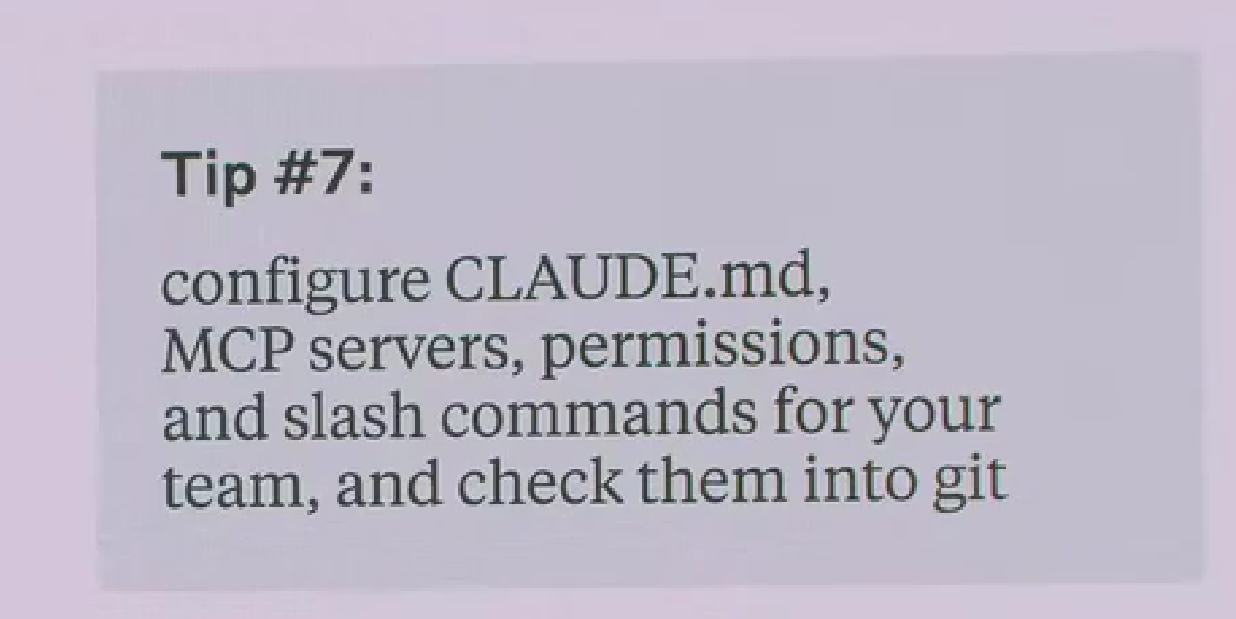 Tip #7:
configure CLAUDE.md,
MCP servers, permissions,
and slash commands for your
team, and check them into git